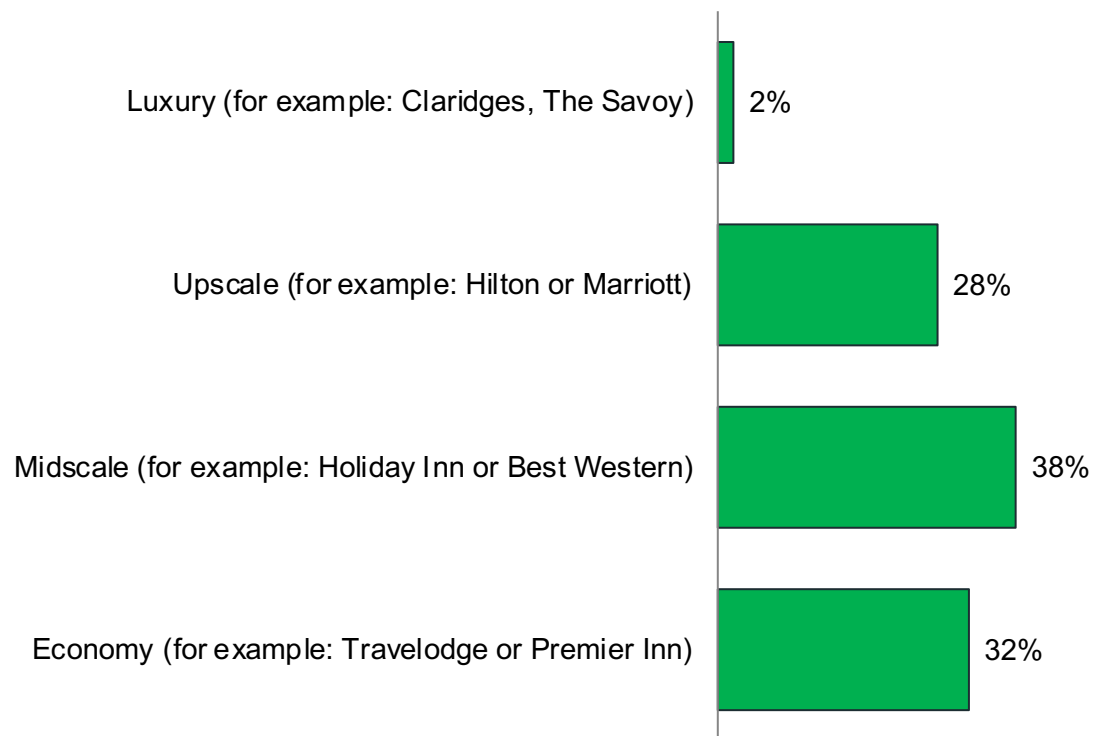 Luxury (for example: Claridges, The Savoy) 2%
Upscale (for example: Hilton or Marriott) 28%
Midscale (for example: Holiday Inn or Best Western) 38%
Economy (for example: Travelodge or Premier Inn) 32%